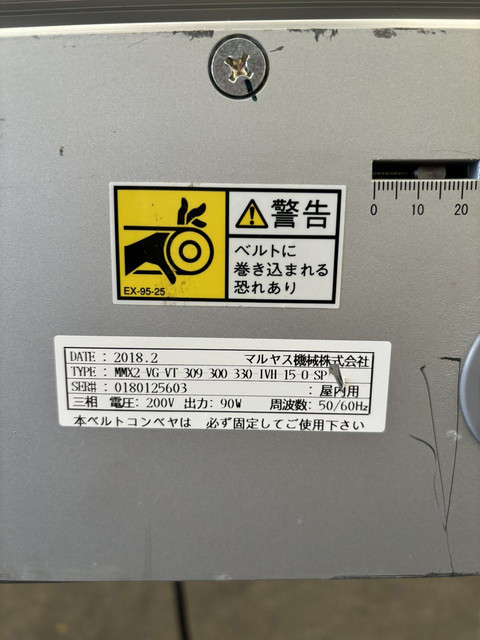 0 10 20
警告
ベルトに
巻き込まれる
恐れあり
EX-95-25
DATE : 2018.2 マルヤス機械株式会社
TYPE : MMX2 VG VT 309 300 330 IVH 15 0 SP
SER# : 0180125603 : 屋内用
三相 電圧: 200V 出力: 90W 周波数: 50/60Hz
本ベルトコンベヤは 必ず固定してご使用下さい